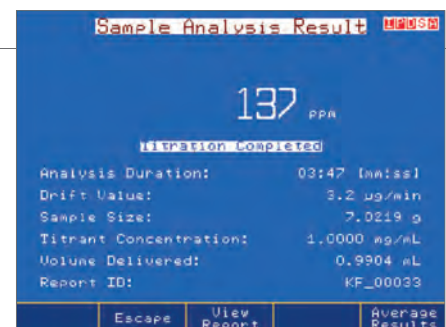 Sample Analysis Result
137 ppm
Titration Completed
Analysis Duration: 03:47 [mm:ss]
Drift Value: 3.2 µg/min
Sample Size: 7.0219 g
Titrant Concentration: 1.0000 mg/mL
Volume Delivered: 0.9904 mL
Report ID: KF_00033
Escape
View Report
Average Results